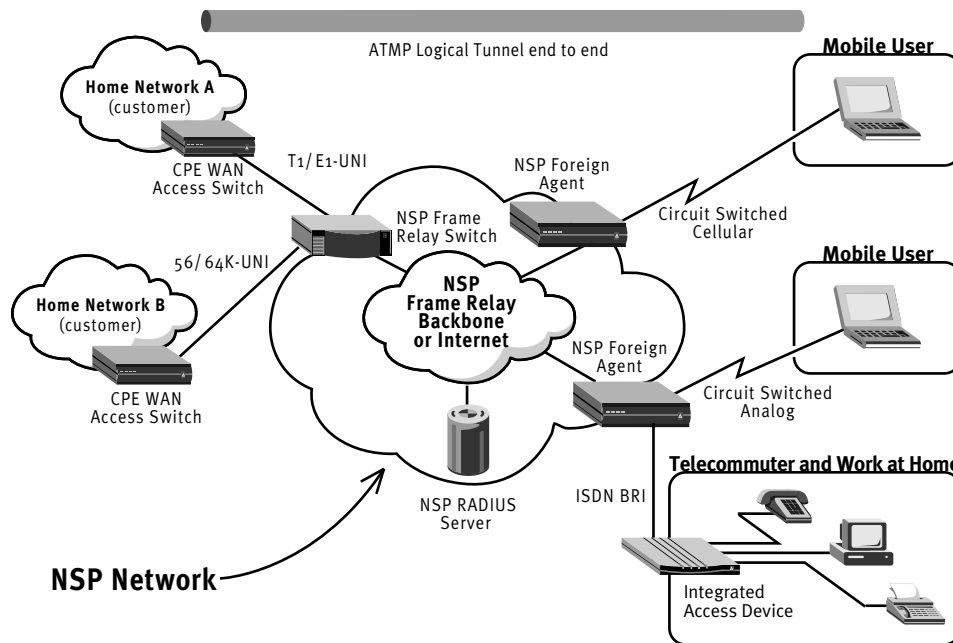 ATMP Logical Tunnel end to end
Mobile User
Home Network A
(customer)
CPE WAN
Access Switch
T1/E1-UNI
NSP Foreign
Agent
Circuit Switched
Cellular
NSP Frame
Relay Switch
56/64K-UNI
Mobile User
Home Network B
(customer)
NSP
Frame Relay
Backbone
or Internet
NSP Foreign
Agent
CPE WAN
Access Switch
Circuit Switched
Analog
Telecommuter and Work at Home
ISDN BRI
NSP RADIUS
Server
NSP Network
Integrated
Access Device